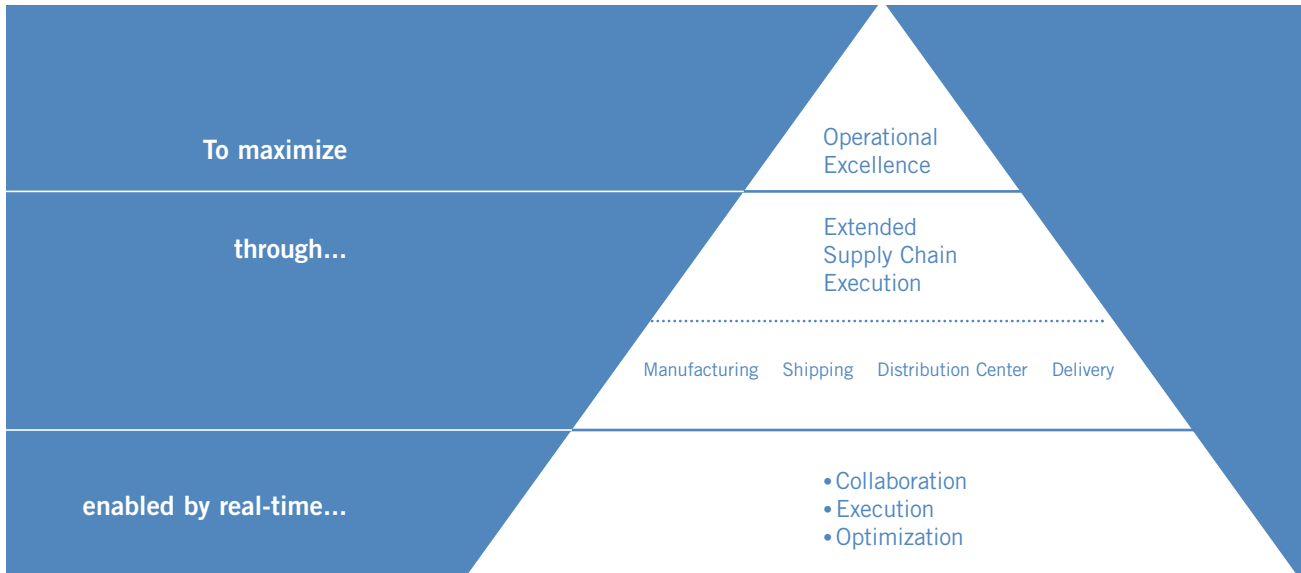 To maximize
Operational
Excellence
through...
Extended
Supply Chain
Execution
Manufacturing Shipping Distribution Center Delivery
enabled by real-time...
• Collaboration
• Execution
• Optimization